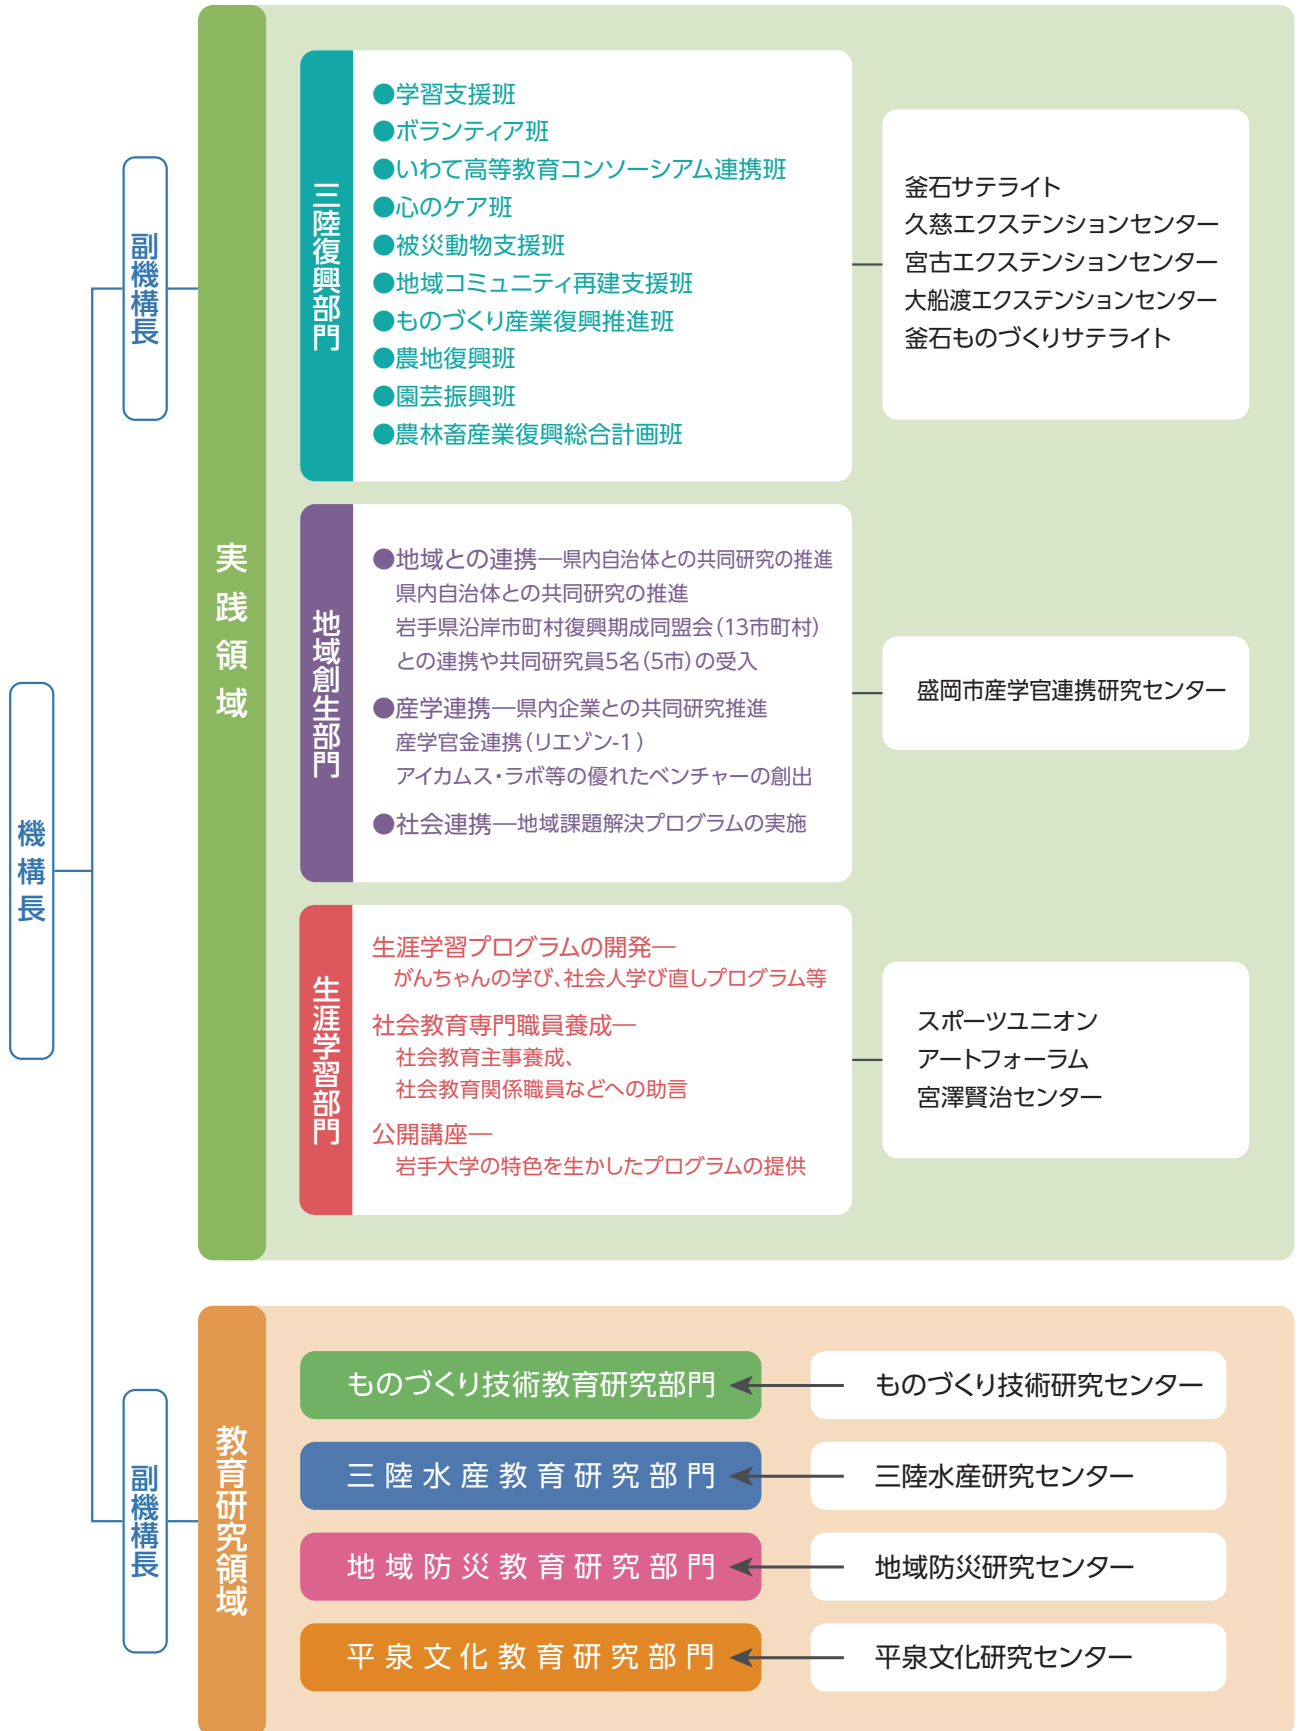 機構長
副機構長
実践領域
三陸復興部門
●学習支援班
●ボランティア班
●いわて高等教育コンソーシアム連携班
●心のケア班
●被災動物支援班
●地域コミュニティ再建支援班
●ものづくり産業復興推進班
●農地復興班
●園芸振興班
●農林畜産業復興総合計画班
釜石サテライト
久慈エクステンションセンター
宮古エクステンションセンター
大船渡エクステンションセンター
釜石ものづくりサテライト
地域創生部門
●地域との連携―県内自治体との共同研究の推進
県内自治体との共同研究の推進
岩手県沿岸市町村復興期成同盟会(13市町村)
との連携や共同研究員5名(5市)の受入
●産学連携―県内企業との共同研究推進
産学官金連携(リエゾン-1)
アイカムス・ラボ等の優れたベンチャーの創出
●社会連携―地域課題解決プログラムの実施
盛岡市産学官連携研究センター
生涯学習部門
生涯学習プログラムの開発―
がんちゃんの学び、社会人学び直しプログラム等
社会教育専門職員養成―
社会教育主事養成、
社会教育関係職員などへの助言
公開講座―
岩手大学の特色を生かしたプログラムの提供
スポーツユニオン
アートフォーラム
宮澤賢治センター
副機構長
教育研究領域
ものづくり技術教育研究部門
ものづくり技術研究センター
三陸水産教育研究部門
三陸水産研究センター
地域防災教育研究部門
地域防災研究センター
平泉文化教育研究部門
平泉文化研究センター